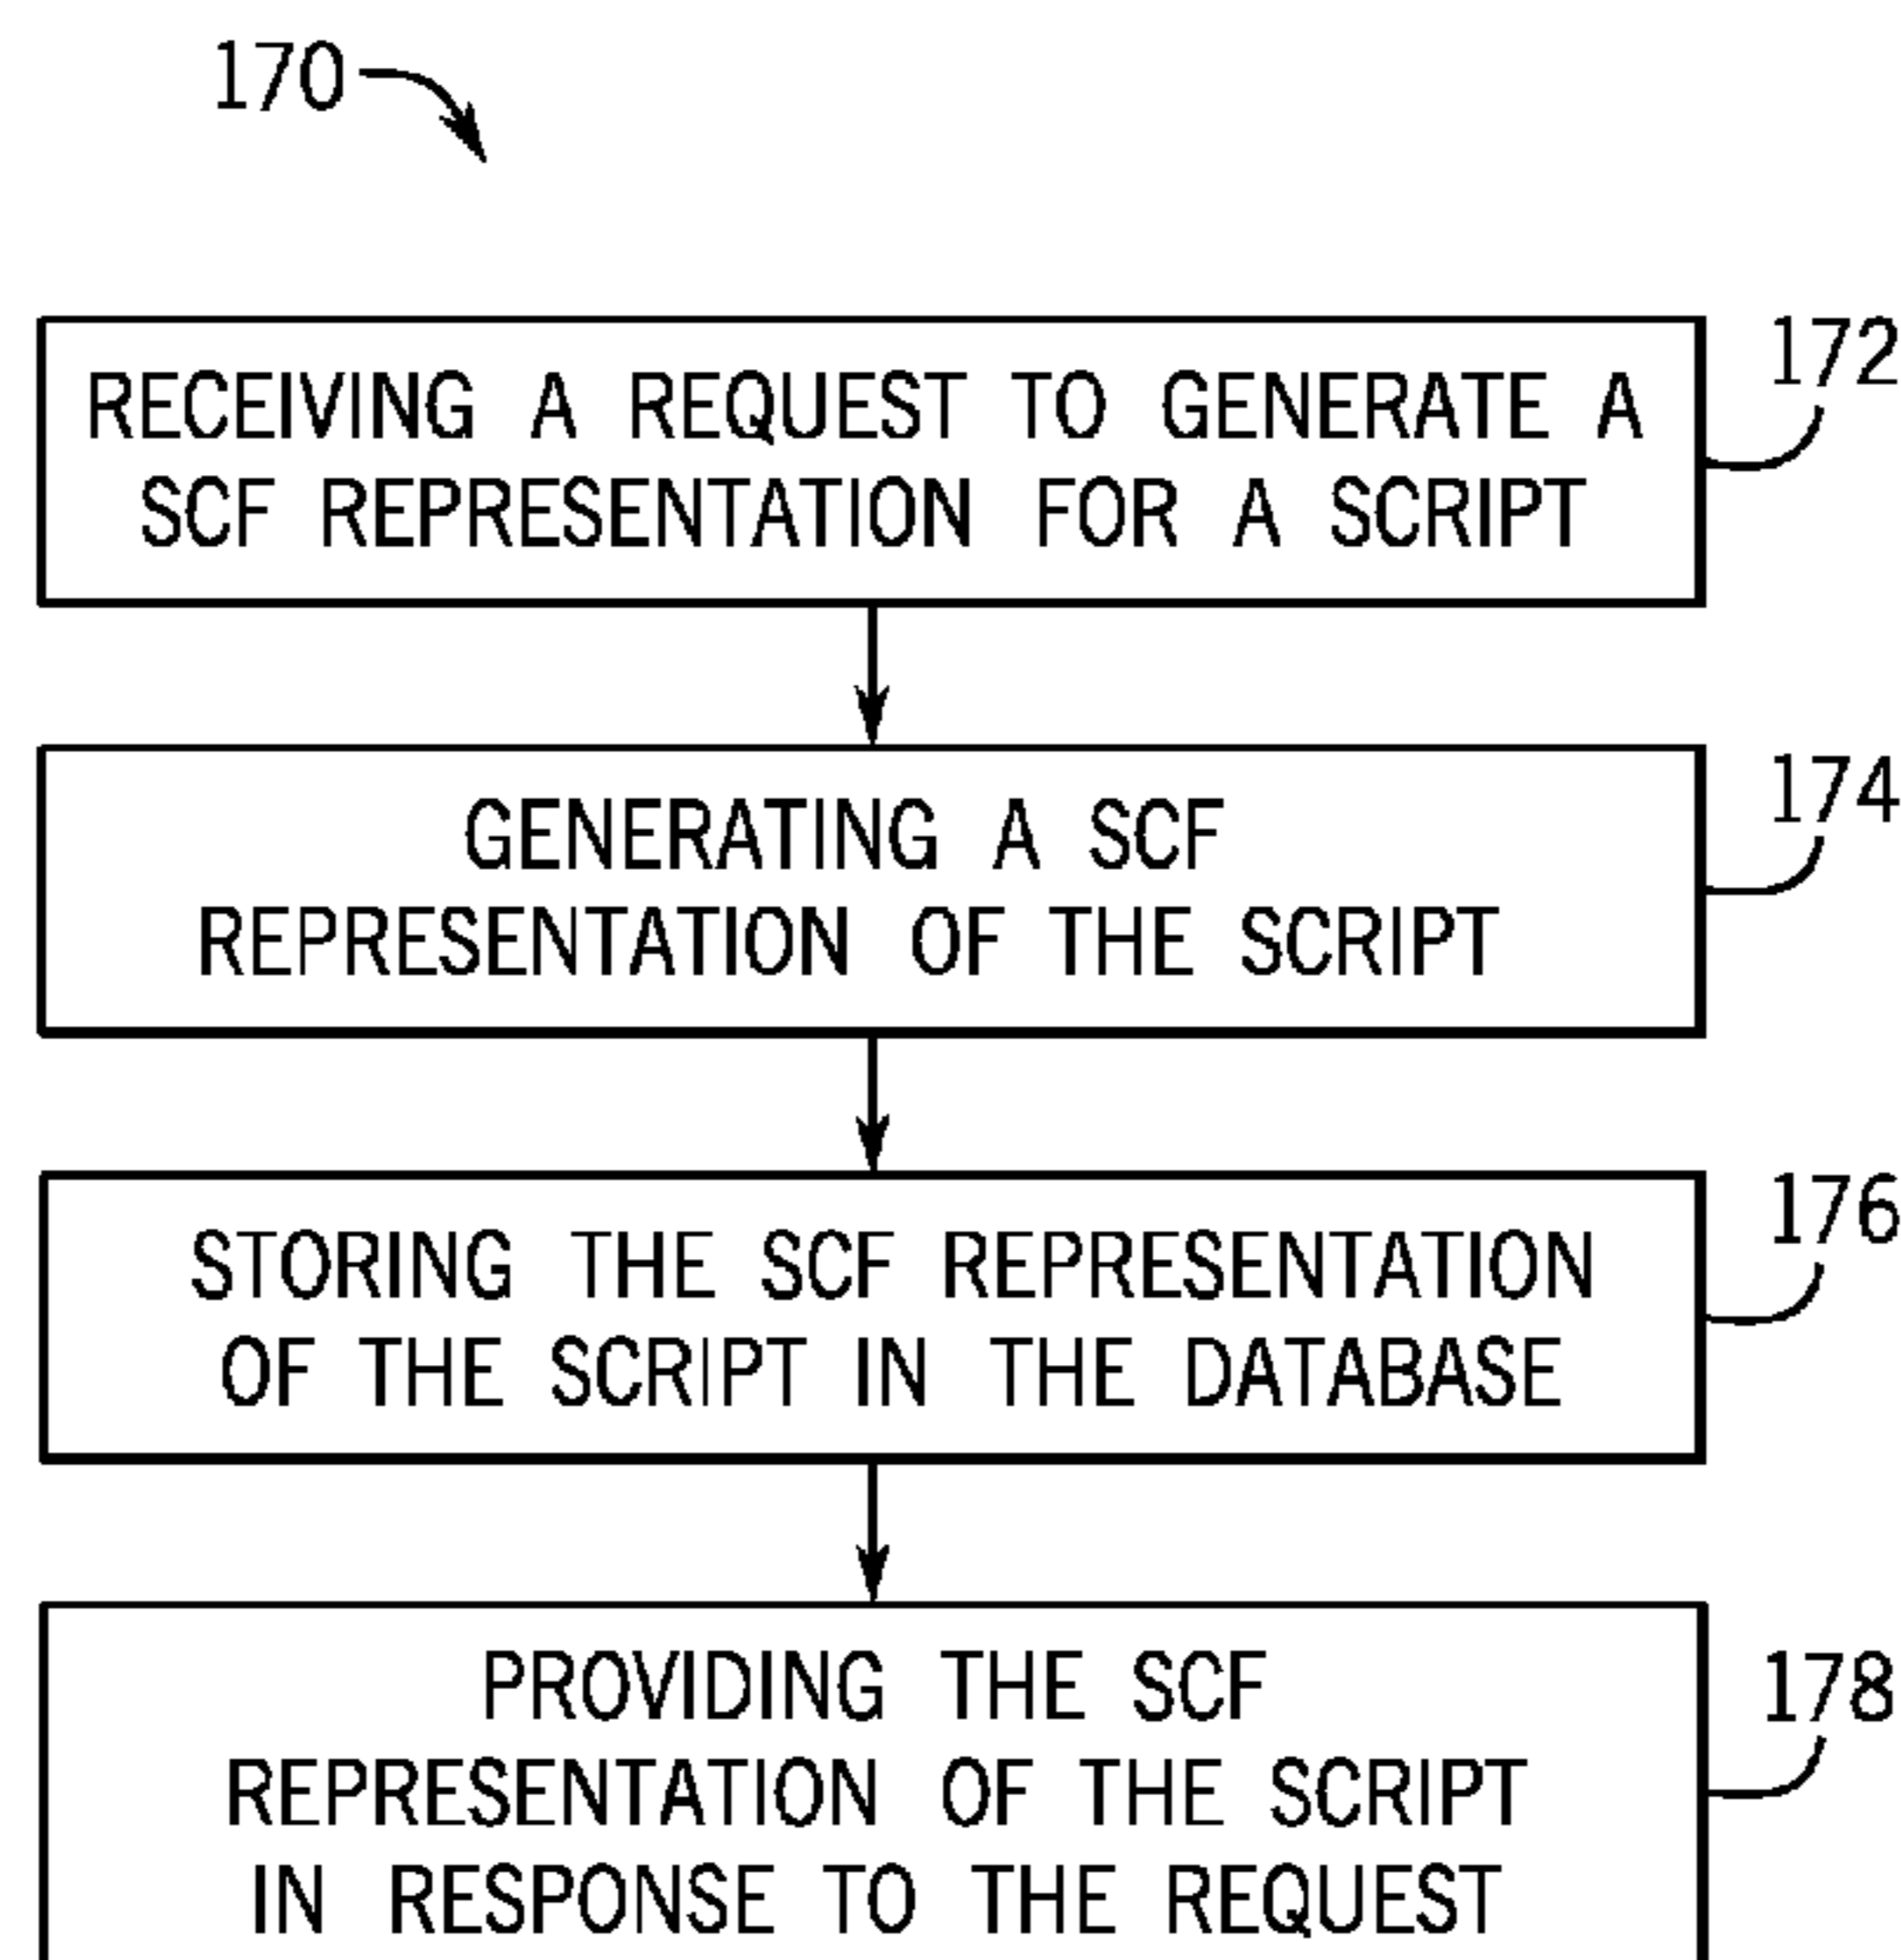 170
172
RECEIVING A REQUEST TO GENERATE A
SCF REPRESENTATION FOR A SCRIPT
174
GENERATING A SCF
REPRESENTATION OF THE SCRIPT
176
STORING THE SCF REPRESENTATION
OF THE SCRIPT IN THE DATABASE
178
PROVIDING THE SCF
REPRESENTATION OF THE SCRIPT
IN RESPONSE TO THE REQUEST